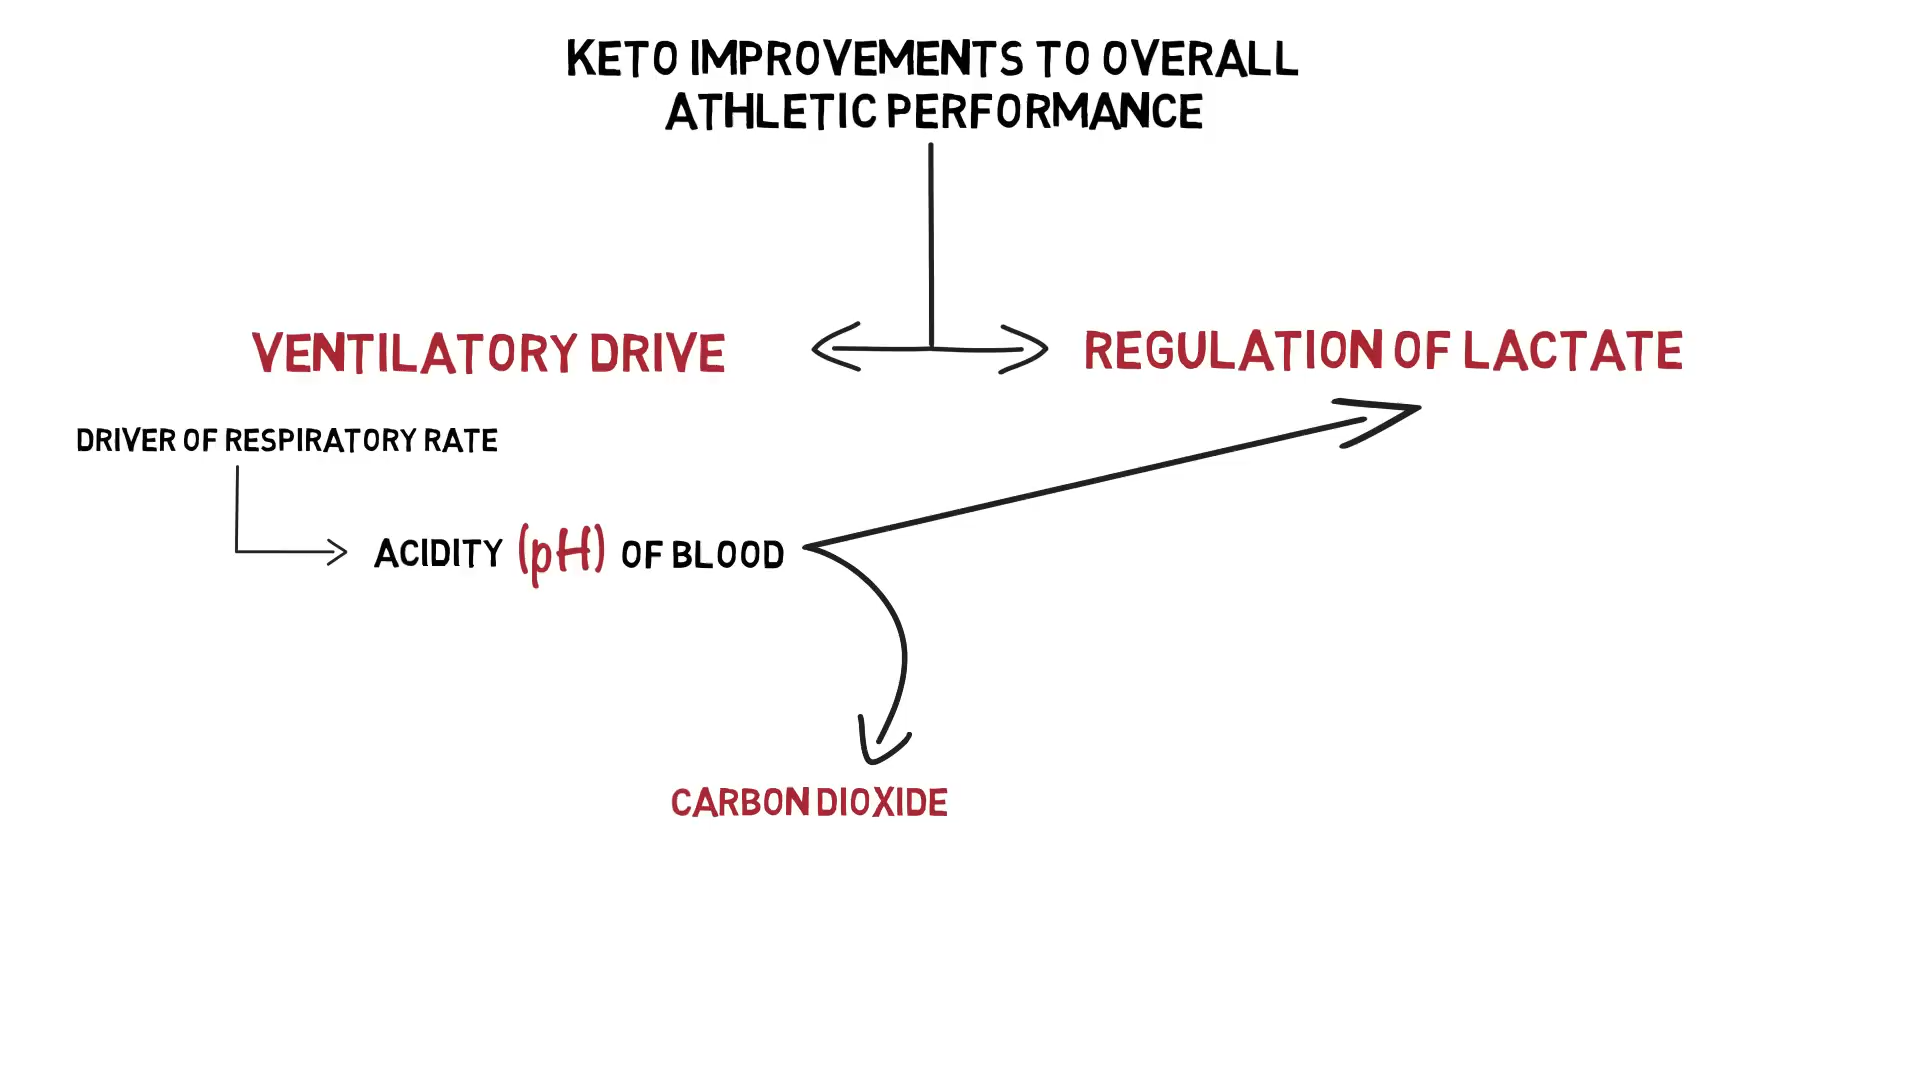 KETO IMPROVEMENTS TO OVERALL
ATHLETIC PERFORMANCE
VENTILATORY DRIVE
REGULATION OF LACTATE
DRIVER OF RESPIRATORY RATE
ACIDITY (pH) OF BLOOD
CARBON DIOXIDE